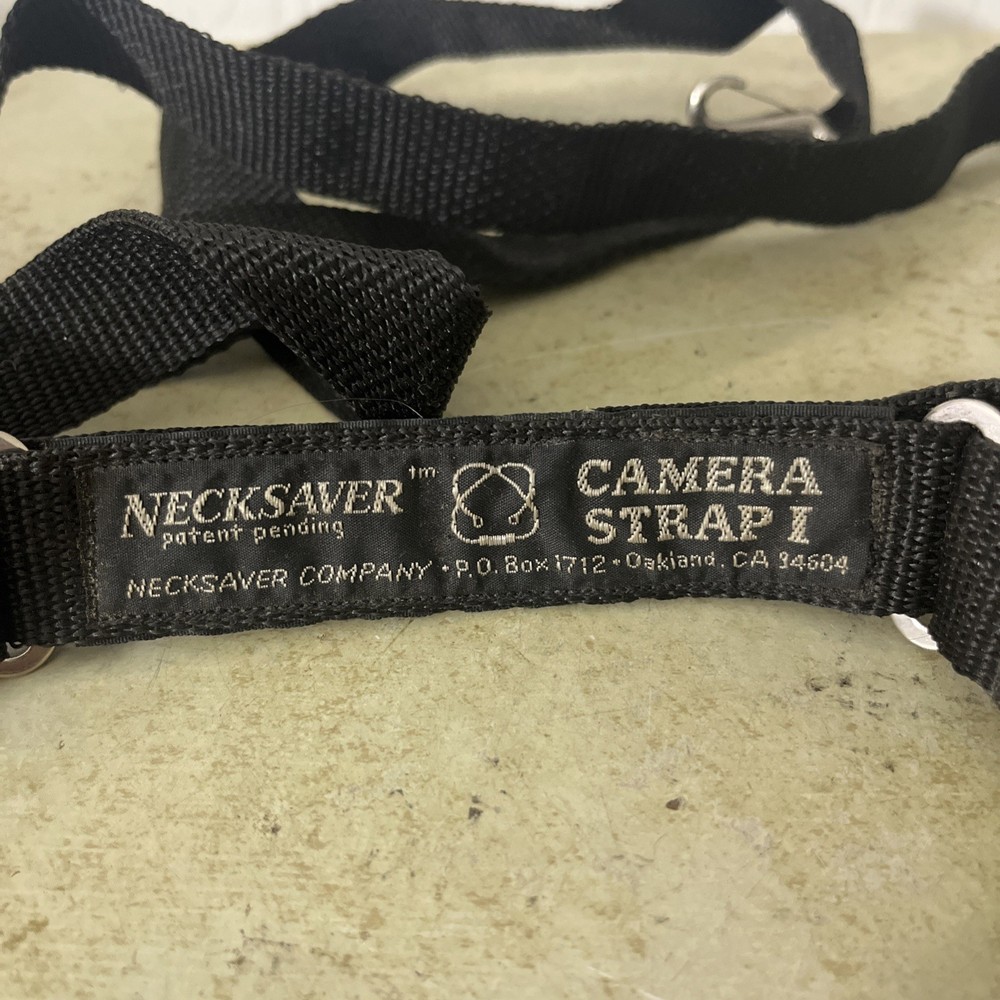 NECKSAVER™
patent pending
CAMERA
STRAP I
NECKSAVER COMPANY • P.O. Box 1712 • Oakland, CA 94604